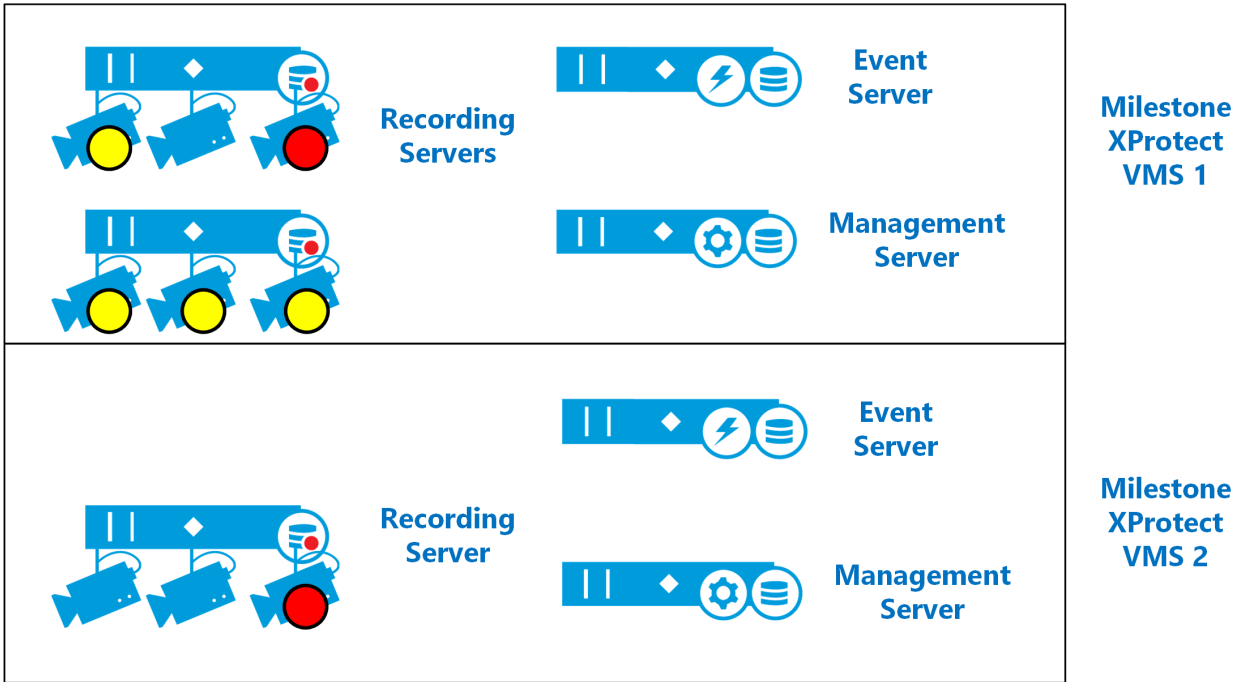 Recording
Servers
Event
Server
Management
Server
Milestone
XProtect
VMS 1
Recording
Server
Event
Server
Management
Server
Milestone
XProtect
VMS 2